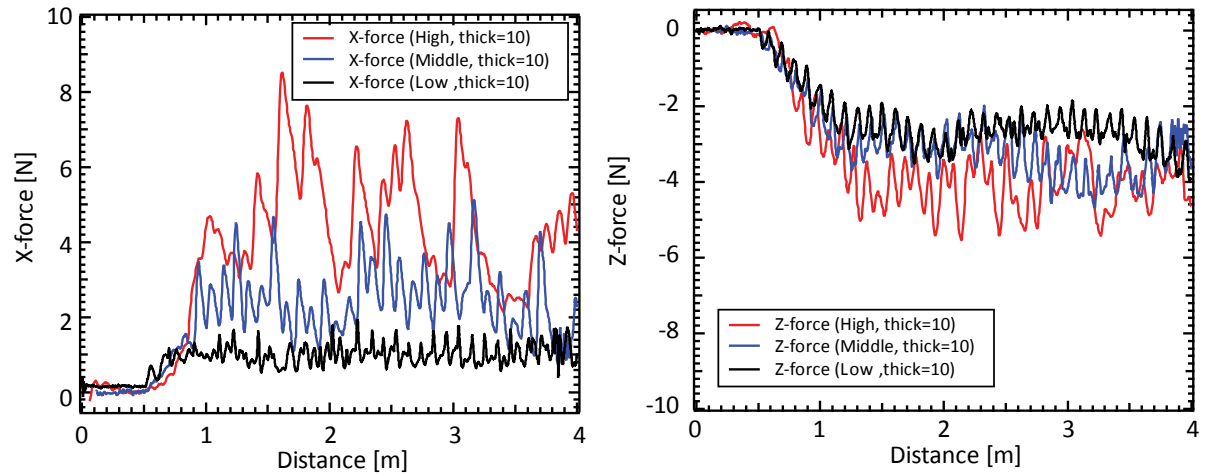 10
8
6
4
2
0
X-force [N]
X-force (High, thick=10)
X-force (Middle, thick=10)
X-force (Low ,thick=10)
0 1 2 3 4
Distance [m]
0
-2
-4
-6
-8
-10
Z-force [N]
Z-force (High, thick=10)
Z-force (Middle, thick=10)
Z-force (Low ,thick=10)
0 1 2 3 4
Distance [m]